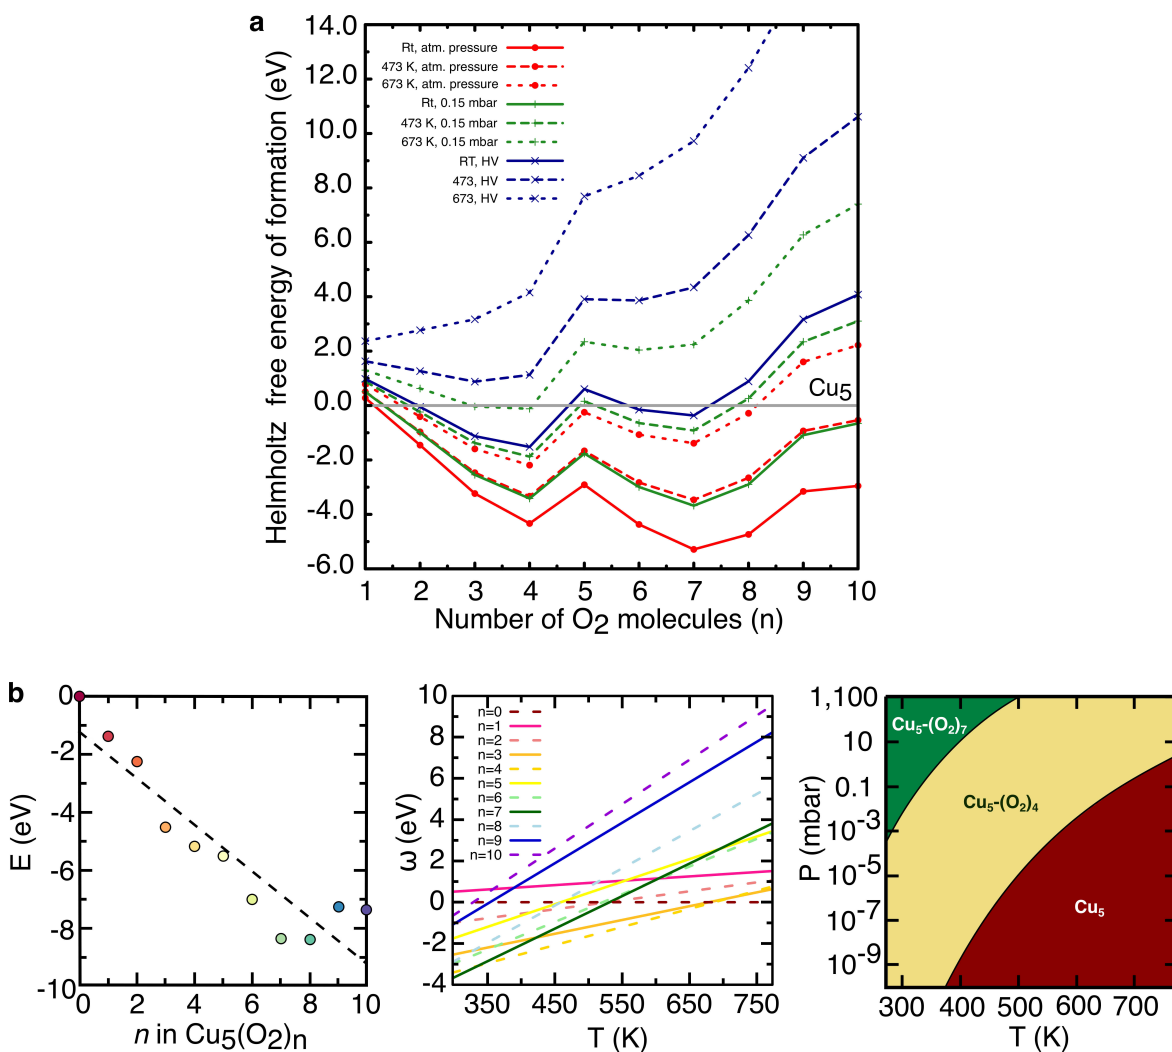 a
Helmholtz free energy of formation (eV)
14.0
12.0
10.0
8.0
6.0
4.0
2.0
0.0
-2.0
-4.0
-6.0
Rt, atm. pressure
473 K, atm. pressure
673 K, atm. pressure
Rt, 0.15 mbar
473 K, 0.15 mbar
673 K, 0.15 mbar
RT, HV
473, HV
673, HV
Cu5
1 2 3 4 5 6 7 8 9 10
Number of O2 molecules (n)
b
E (eV)
0
-2
-4
-6
-8
-10
0 2 4 6 8 10
n in Cu5(O2)n
ω (eV)
10
8
6
4
2
0
-2
-4
n=0
n=1
n=2
n=3
n=4
n=5
n=6
n=7
n=8
n=9
n=10
350 450 550 650 750
T (K)
P (mbar)
1,100
10
0.1
10-3
10-5
10-7
10-9
Cu5-(O2)7
Cu5-(O2)4
Cu5
300 400 500 600 700
T (K)